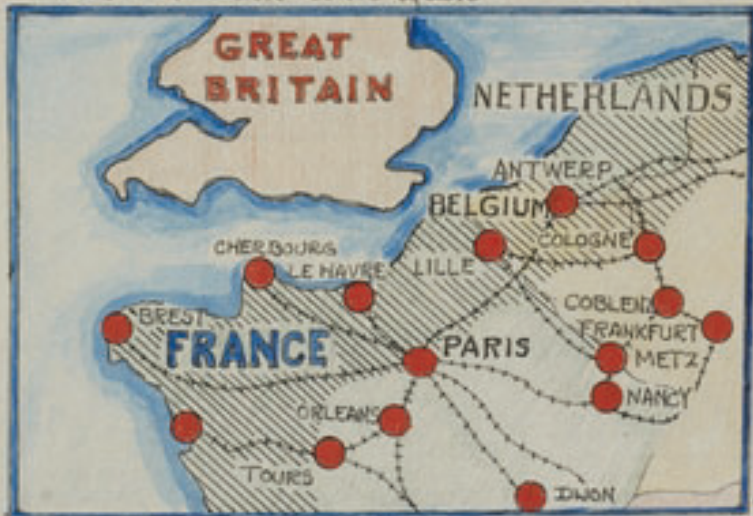 GREAT
BRITAIN
NETHERLANDS
ANTWERP
BELGIUM
CHERBOURG
LE HAVRE
LILLE
COLOGNE
BREST
COBLENZ
FRANCE
PARIS
FRANKFURT
METZ
NANCY
ORLEANS
TOURS
DIJON